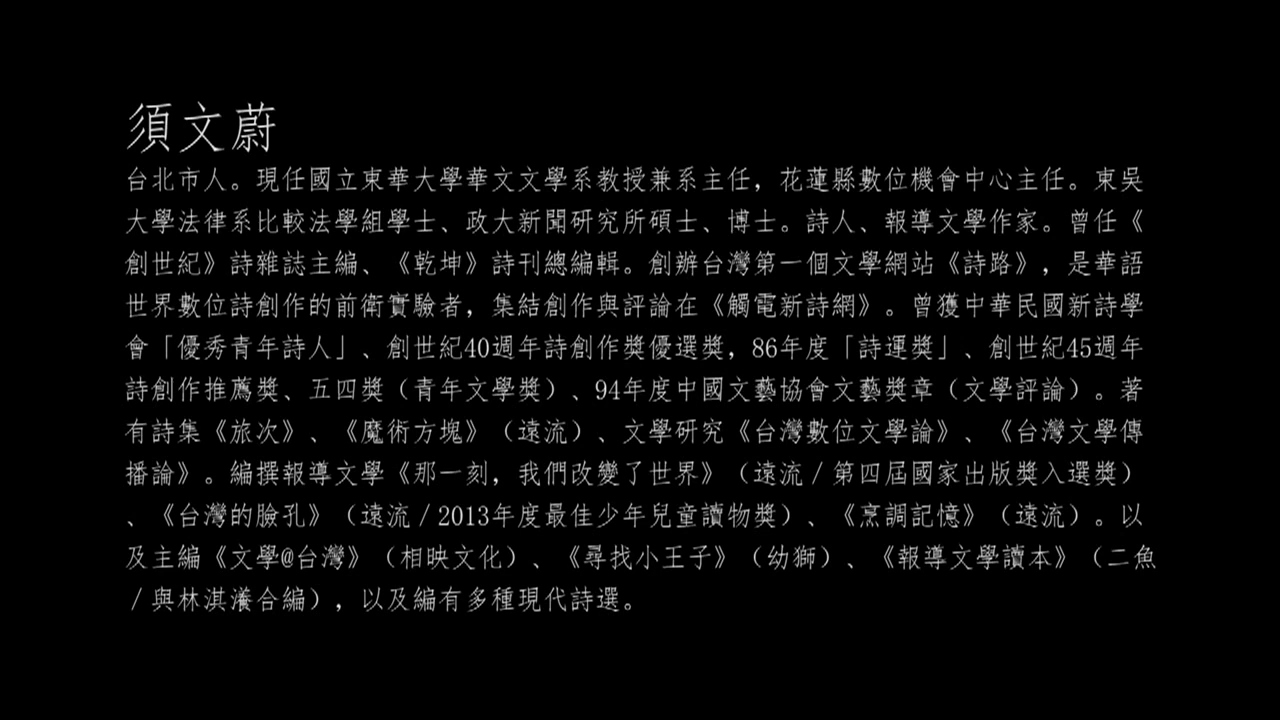 須文蔚
台北市人。現任國立東華大學華文文學系教授兼系主任，花蓮縣數位機會中心主任。東吳
大學法律系比較法學組學士、政大新聞研究所碩士、博士。詩人、報導文學作家。曾任《
創世紀》詩雜誌主編、《乾坤》詩刊總編輯。創辦台灣第一個文學網站《詩路》，是華語
世界數位詩創作的前衛實驗者，集結創作與評論在《觸電新詩網》。曾獲中華民國新詩學
會「優秀青年詩人」、創世紀40週年詩創作獎優選獎，86年度「詩運獎」、創世紀45週年
詩創作推薦獎、五四獎（青年文學獎）、94年度中國文藝協會文藝獎章（文學評論）。著
有詩集《旅次》、《魔術方塊》（遠流）、文學研究《台灣數位文學論》、《台灣文學傳
播論》。編撰報導文學《那一刻，我們改變了世界》（遠流／第四屆國家出版獎入選獎）
、《台灣的臉孔》（遠流／2013年度最佳少年兒童讀物獎）、《烹調記憶》（遠流）。以
及主編《文學@台灣》（相映文化）、《尋找小王子》（幼獅）、《報導文學讀本》（二魚
／與林淇瀁合編），以及編有多種現代詩選。